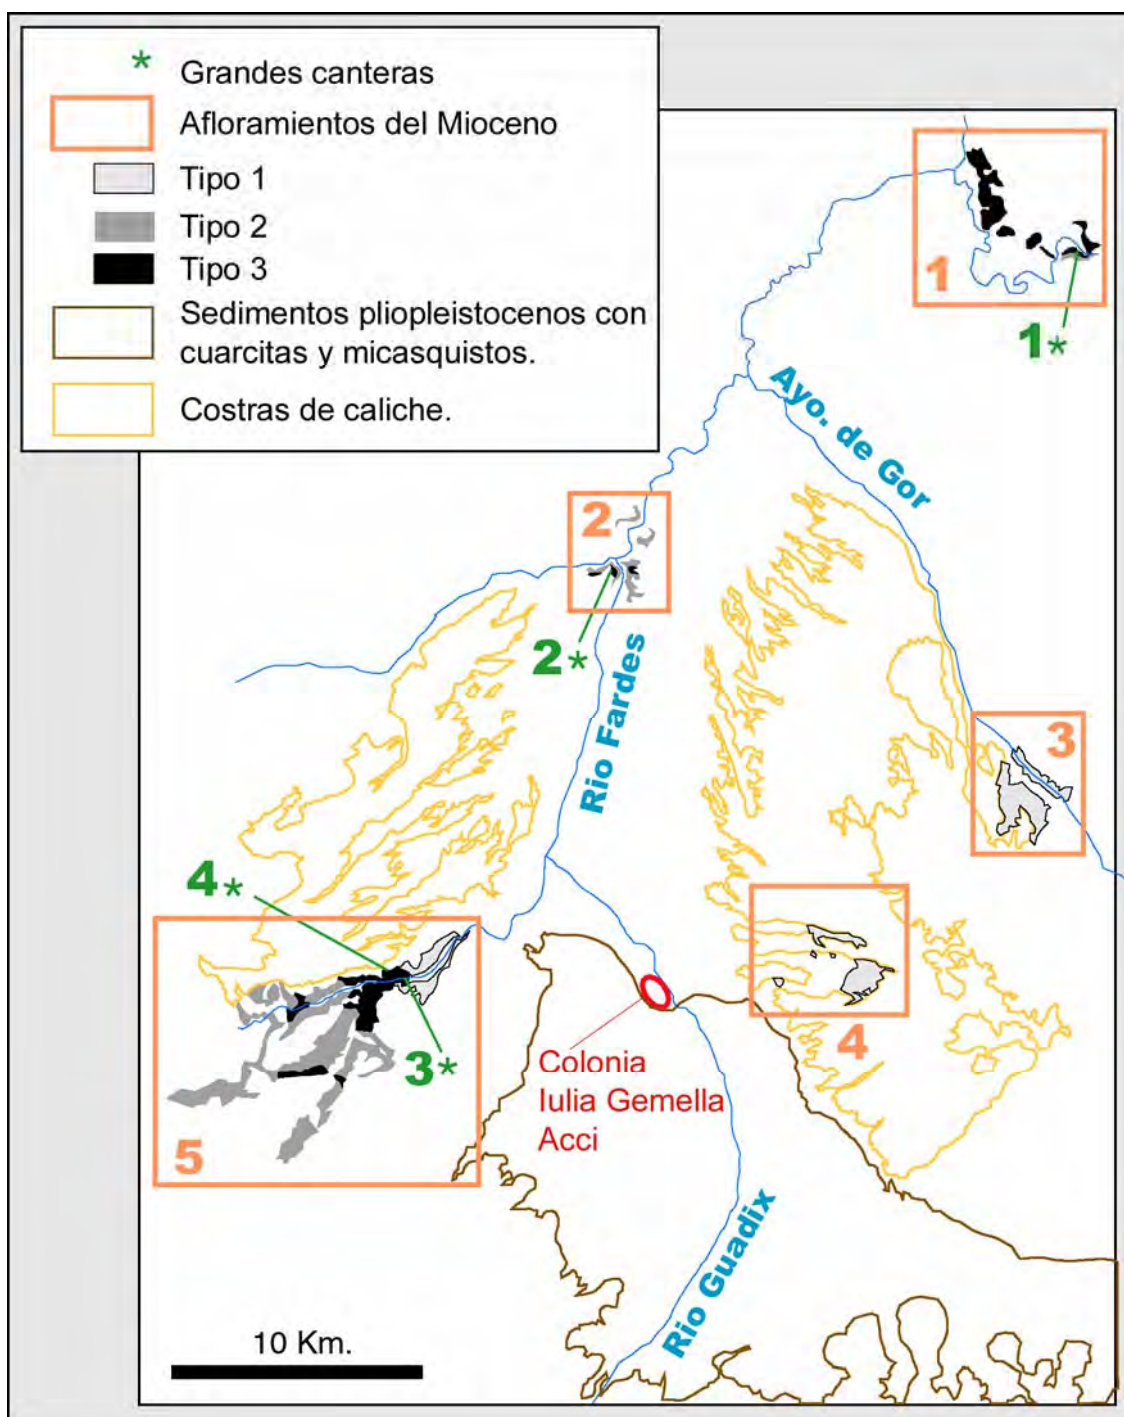 * Grandes canteras
Afloramientos del Mioceno
Tipo 1
Tipo 2
Tipo 3
Sedimentos pliopleistocenos con
cuarcitas y micasquistos.
Costras de caliche.
1
1*
Ayo. de Gor
2
2*
Rio Fardes
3
4*
4
3*
5
Colonia
Iulia Gemella
Acci
Rio Guadix
10 Km.